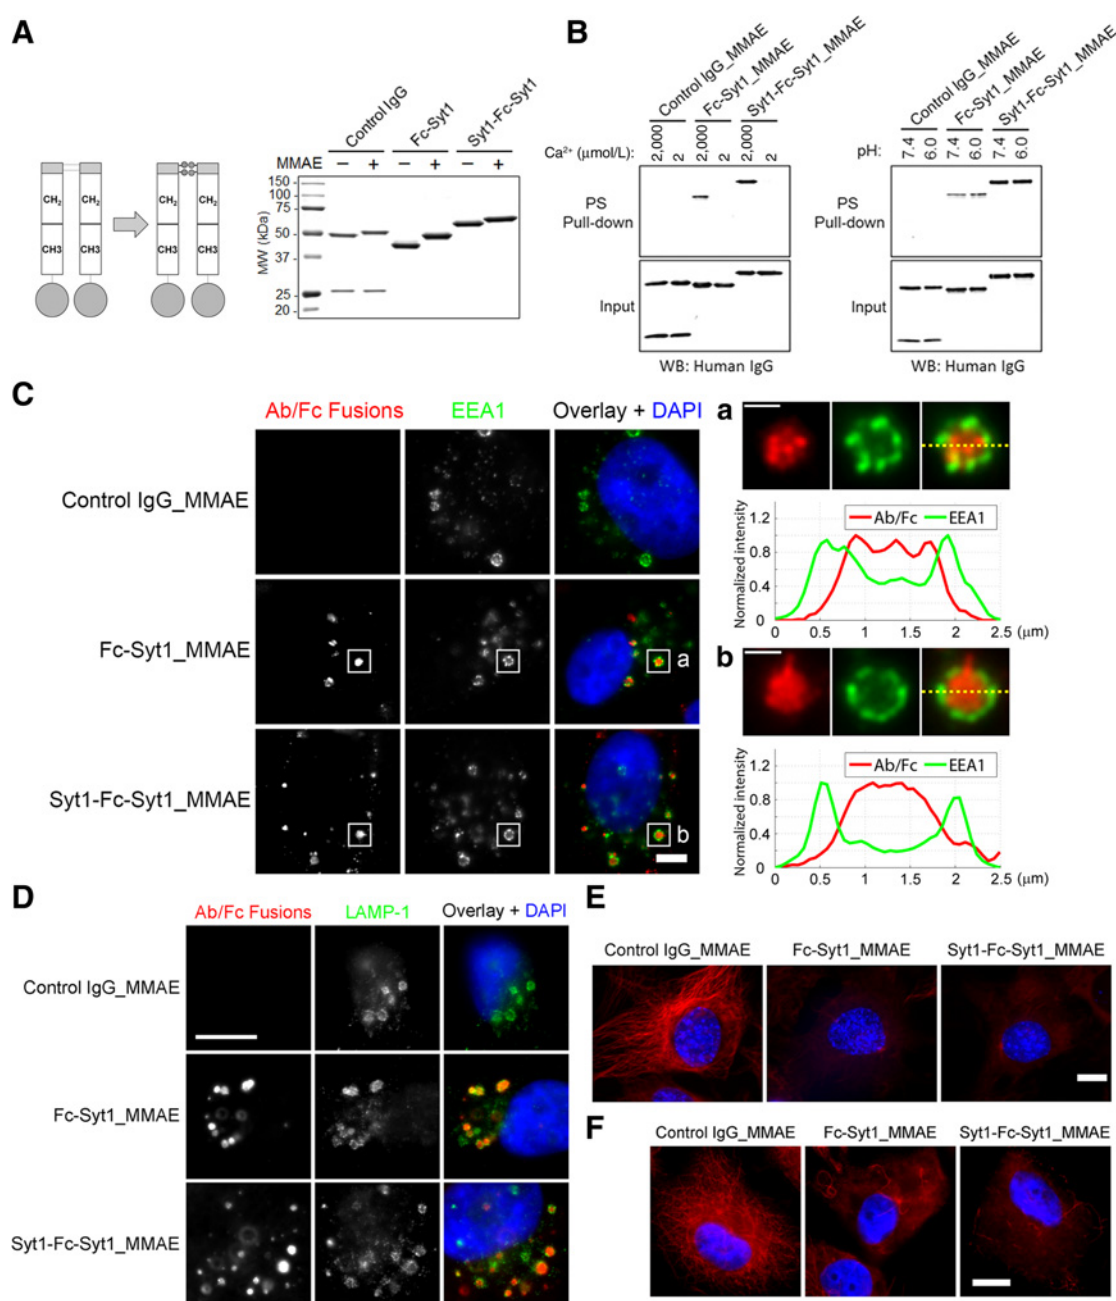 A
Control IgG
Fc-Syt1
Syt1-Fc-Syt1
MMAE − + − + − +
CH2 CH2
CH3 CH3
CH2 CH2
CH3 CH3
MW (kDa)
150
100
75
50
37
25
20
B
Control IgG_MMAE
Fc-Syt1_MMAE
Syt1-Fc-Syt1_MMAE
Ca²⁺ (μmol/L): 2,000 2 2,000 2 2,000 2
PS
Pull-down
Input
WB: Human IgG
Control IgG_MMAE
Fc-Syt1_MMAE
Syt1-Fc-Syt1_MMAE
pH: 7.4 6.0 7.4 6.0 7.4 6.0
PS
Pull-down
Input
WB: Human IgG
C
Ab/Fc Fusions EEA1 Overlay + DAPI
Control IgG_MMAE
Fc-Syt1_MMAE
a
Syt1-Fc-Syt1_MMAE
b
a
Ab/Fc EEA1
Normalized intensity
1.2
0.8
0.4
0
0 0.5 1 1.5 2 2.5 (μm)
b
Ab/Fc EEA1
Normalized intensity
1.2
0.8
0.4
0
0 0.5 1 1.5 2 2.5 (μm)
D
Ab/Fc Fusions LAMP-1 Overlay + DAPI
Control IgG_MMAE
Fc-Syt1_MMAE
Syt1-Fc-Syt1_MMAE
E
Control IgG_MMAE Fc-Syt1_MMAE Syt1-Fc-Syt1_MMAE
F
Control IgG_MMAE Fc-Syt1_MMAE Syt1-Fc-Syt1_MMAE